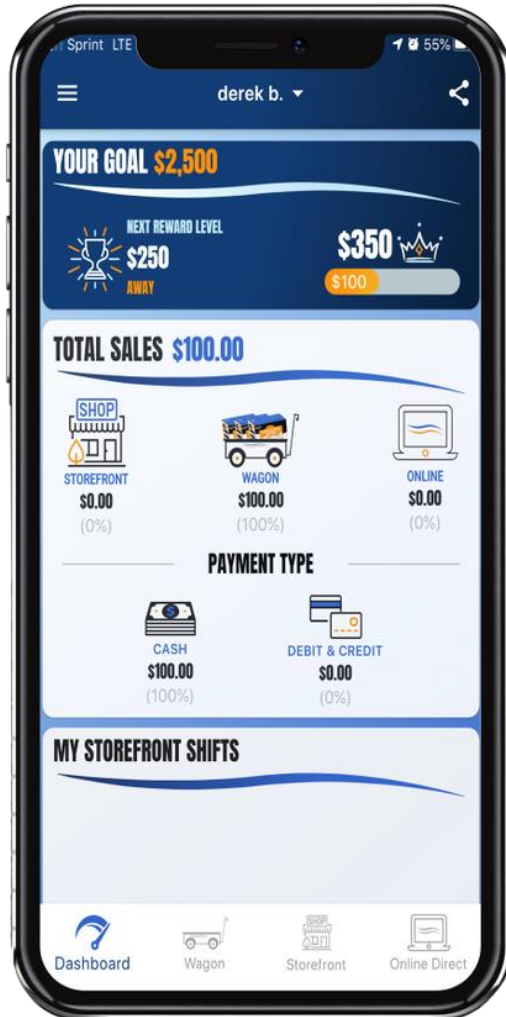 Sprint LTE 55%
derek b.
YOUR GOAL $2,500
NEXT REWARD LEVEL
$250
AWAY
$350
$100
TOTAL SALES $100.00
SHOP
STOREFRONT
$0.00
(0%)
WAGON
$100.00
(100%)
ONLINE
$0.00
(0%)
PAYMENT TYPE
$
CASH
$100.00
(100%)
DEBIT & CREDIT
$0.00
(0%)
MY STOREFRONT SHIFTS
Dashboard
Wagon
SHOP
Storefront
Online Direct